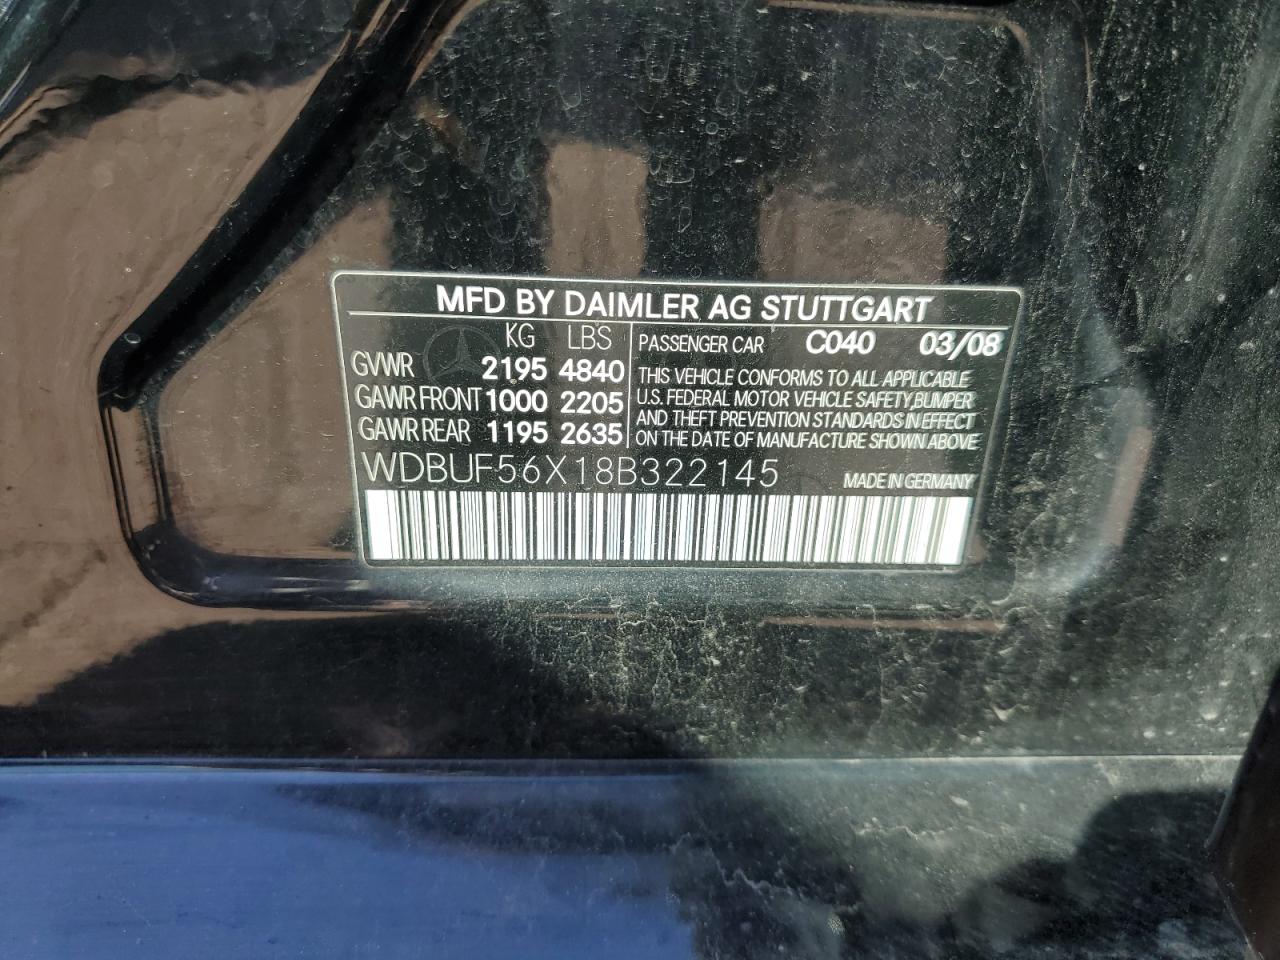 MFD BY DAIMLER AG STUTTGART
KG LBS
GVWR 2195 4840
GAWR FRONT 1000 2205
GAWR REAR 1195 2635
PASSENGER CAR C040 03/08
THIS VEHICLE CONFORMS TO ALL APPLICABLE
U.S. FEDERAL MOTOR VEHICLE SAFETY,BUMPER
AND THEFT PREVENTION STANDARDS IN EFFECT
ON THE DATE OF MANUFACTURE SHOWN ABOVE
WDBUF56X18B322145 MADE IN GERMANY